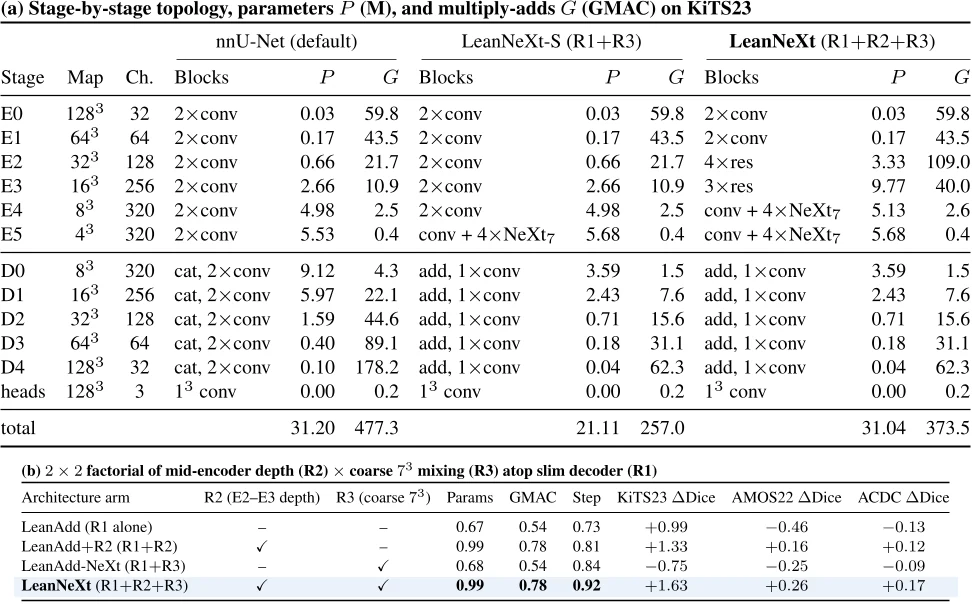 (a) Stage-by-stage topology, parameters P (M), and multiply-adds G (GMAC) on KiTS23
nnU-Net (default) LeanNeXt-S (R1+R3) LeanNeXt (R1+R2+R3)
Stage Map Ch. Blocks P G Blocks P G Blocks P G
E0 128³ 32 2×conv 0.03 59.8 2×conv 0.03 59.8 2×conv 0.03 59.8
E1 64³ 64 2×conv 0.17 43.5 2×conv 0.17 43.5 2×conv 0.17 43.5
E2 32³ 128 2×conv 0.66 21.7 2×conv 0.66 21.7 4×res 3.33 109.0
E3 16³ 256 2×conv 2.66 10.9 2×conv 2.66 10.9 3×res 9.77 40.0
E4 8³ 320 2×conv 4.98 2.5 2×conv 4.98 2.5 conv + 4×NeXt₇ 5.13 2.6
E5 4³ 320 2×conv 5.53 0.4 conv + 4×NeXt₇ 5.68 0.4 conv + 4×NeXt₇ 5.68 0.4
D0 8³ 320 cat, 2×conv 9.12 4.3 add, 1×conv 3.59 1.5 add, 1×conv 3.59 1.5
D1 16³ 256 cat, 2×conv 5.97 22.1 add, 1×conv 2.43 7.6 add, 1×conv 2.43 7.6
D2 32³ 128 cat, 2×conv 1.59 44.6 add, 1×conv 0.71 15.6 add, 1×conv 0.71 15.6
D3 64³ 64 cat, 2×conv 0.40 89.1 add, 1×conv 0.18 31.1 add, 1×conv 0.18 31.1
D4 128³ 32 cat, 2×conv 0.10 178.2 add, 1×conv 0.04 62.3 add, 1×conv 0.04 62.3
heads 128³ 3 1³ conv 0.00 0.2 1³ conv 0.00 0.2 1³ conv 0.00 0.2
total 31.20 477.3 21.11 257.0 31.04 373.5
(b) 2 × 2 factorial of mid-encoder depth (R2) × coarse 7³ mixing (R3) atop slim decoder (R1)
Architecture arm R2 (E2–E3 depth) R3 (coarse 7³) Params GMAC Step KiTS23 ΔDice AMOS22 ΔDice ACDC ΔDice
LeanAdd (R1 alone) – – 0.67 0.54 0.73 +0.99 −0.46 −0.13
LeanAdd+R2 (R1+R2) ✓ – 0.99 0.78 0.81 +1.33 +0.16 +0.12
LeanAdd-NeXt (R1+R3) – ✓ 0.68 0.54 0.84 −0.75 −0.25 −0.09
LeanNeXt (R1+R2+R3) ✓ ✓ 0.99 0.78 0.92 +1.63 +0.26 +0.17